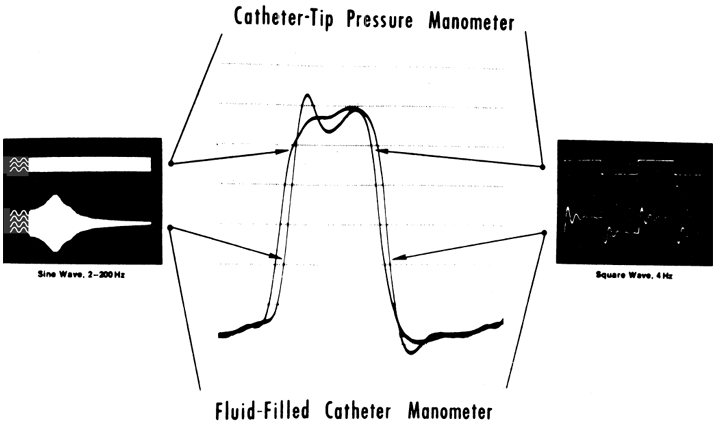 Catheter-Tip Pressure Manometer
Sine Wave, 2-200 Hz
Square Wave, 4 Hz
Fluid-Filled Catheter Manometer